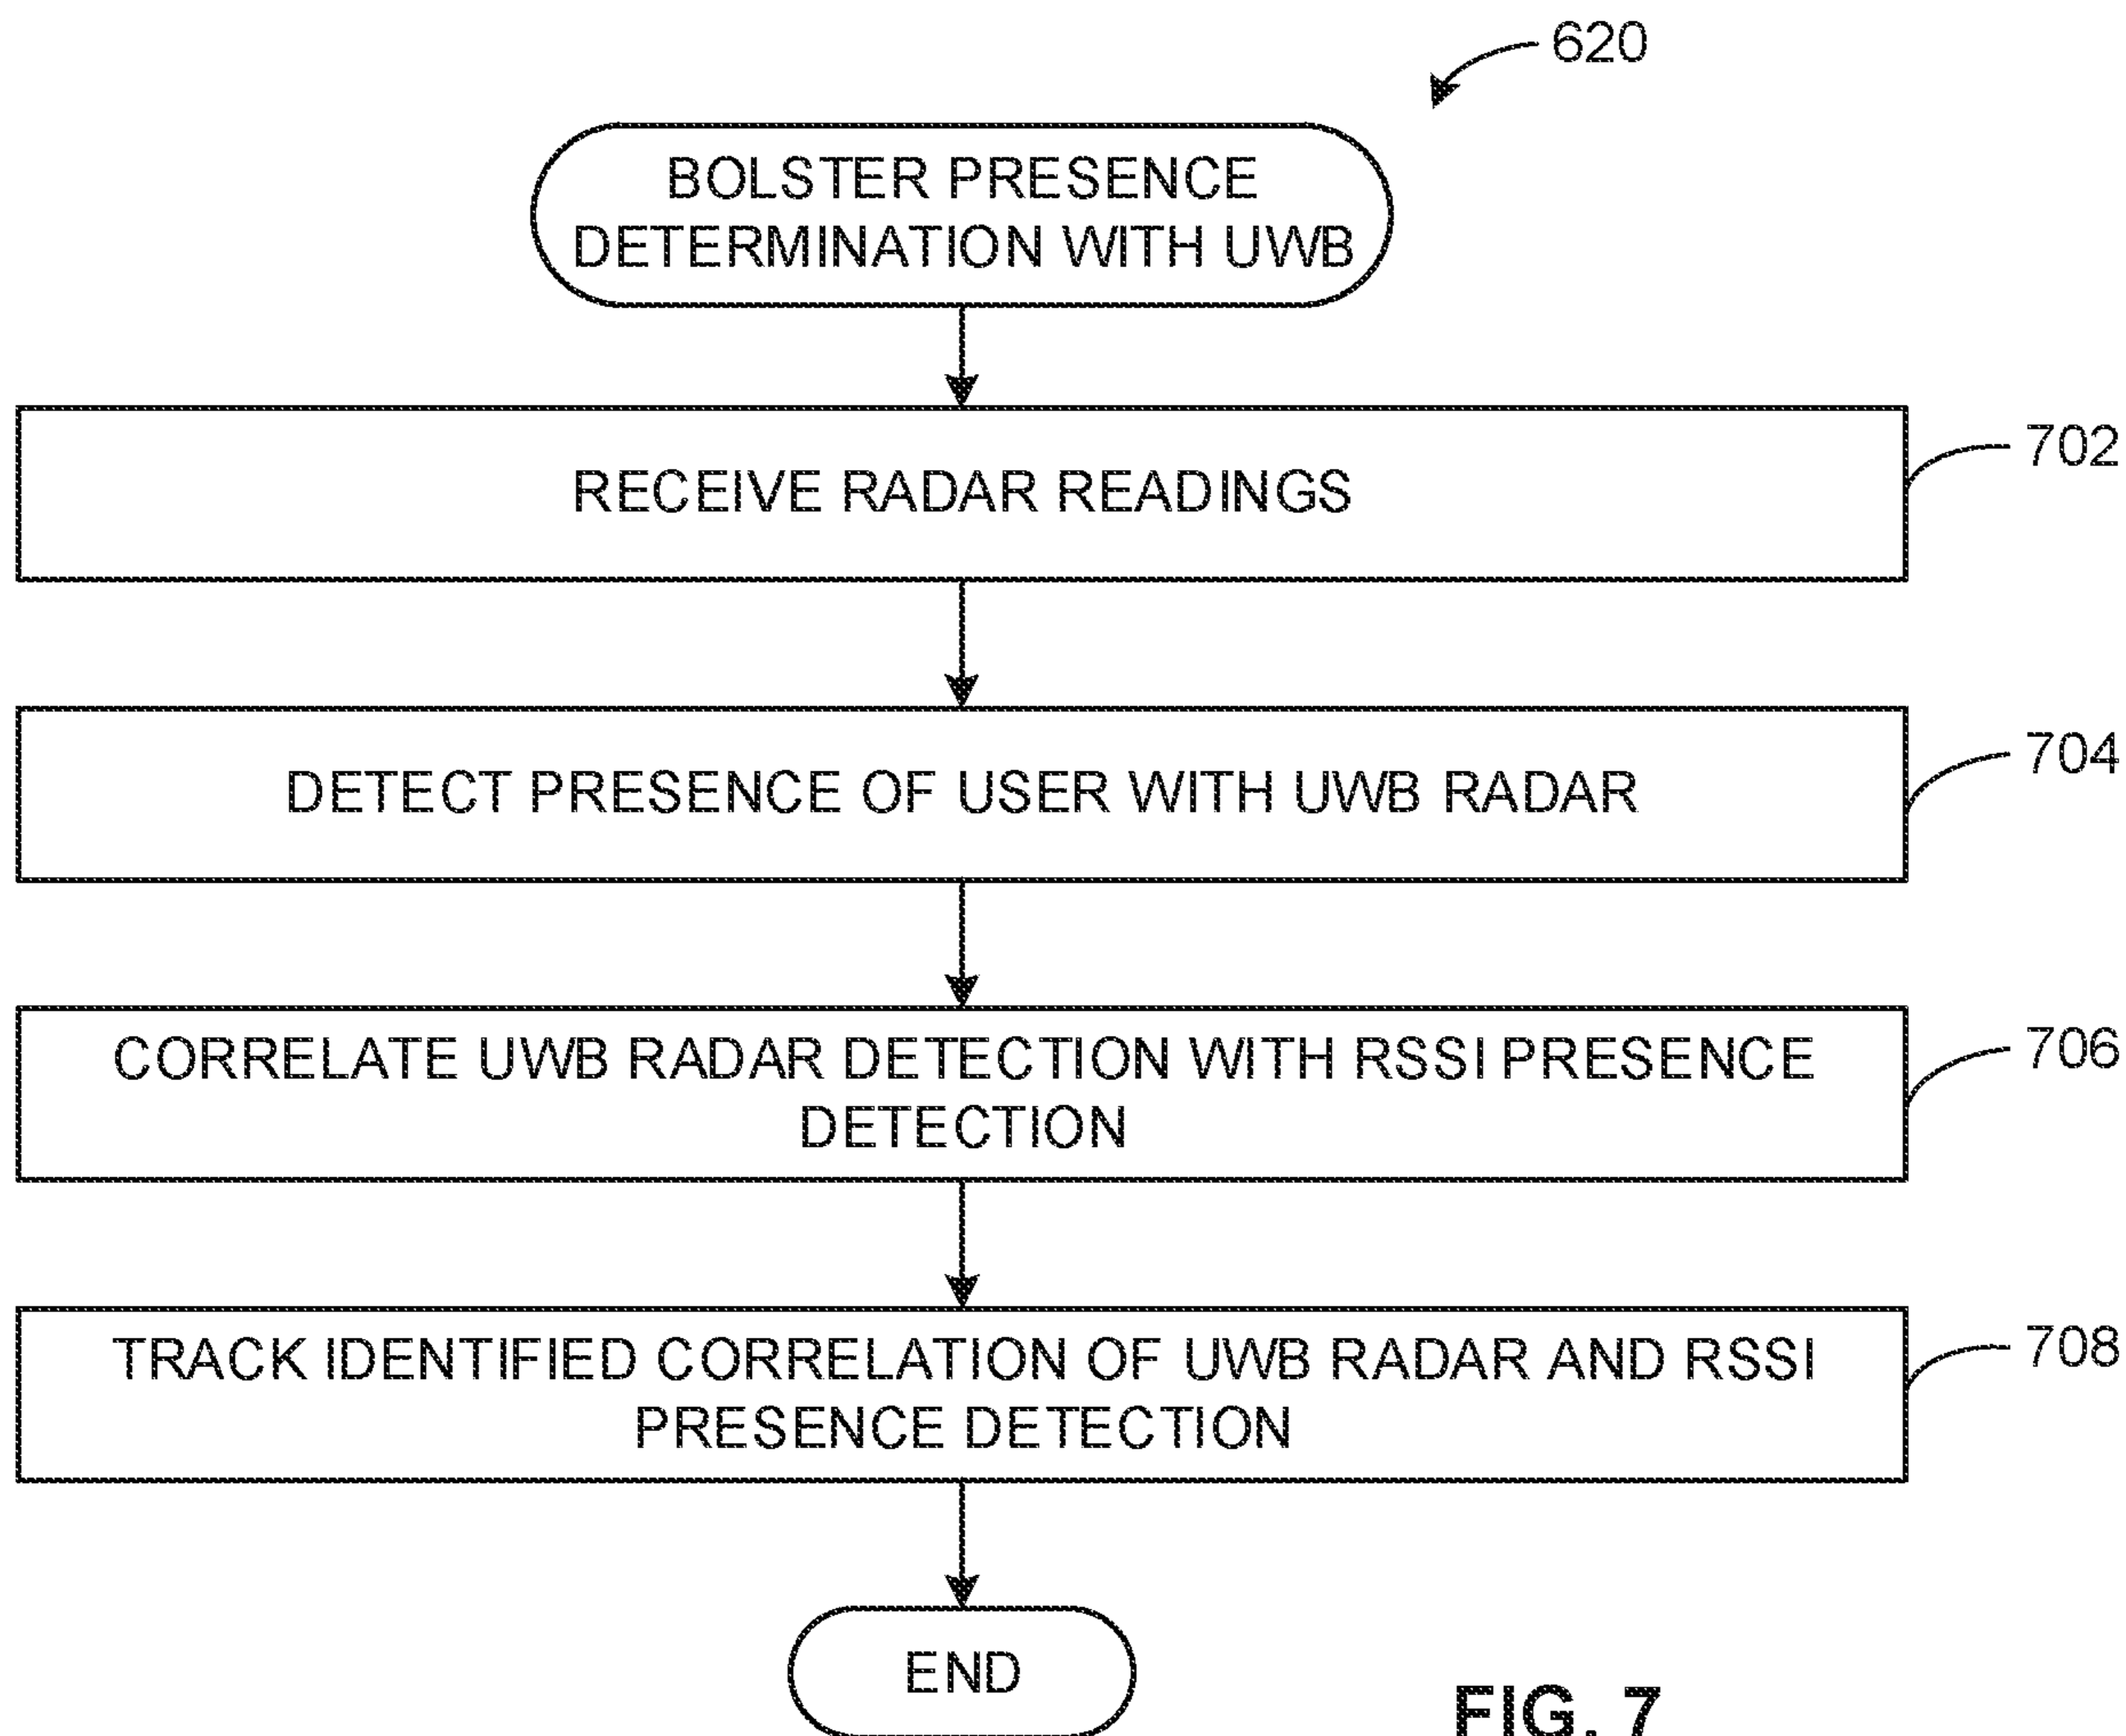 620
BOLSTER PRESENCE
DETERMINATION WITH UWB
RECEIVE RADAR READINGS
702
DETECT PRESENCE OF USER WITH UWB RADAR
704
CORRELATE UWB RADAR DETECTION WITH RSSI PRESENCE
DETECTION
706
TRACK IDENTIFIED CORRELATION OF UWB RADAR AND RSSI
PRESENCE DETECTION
708
END
FIG. 7